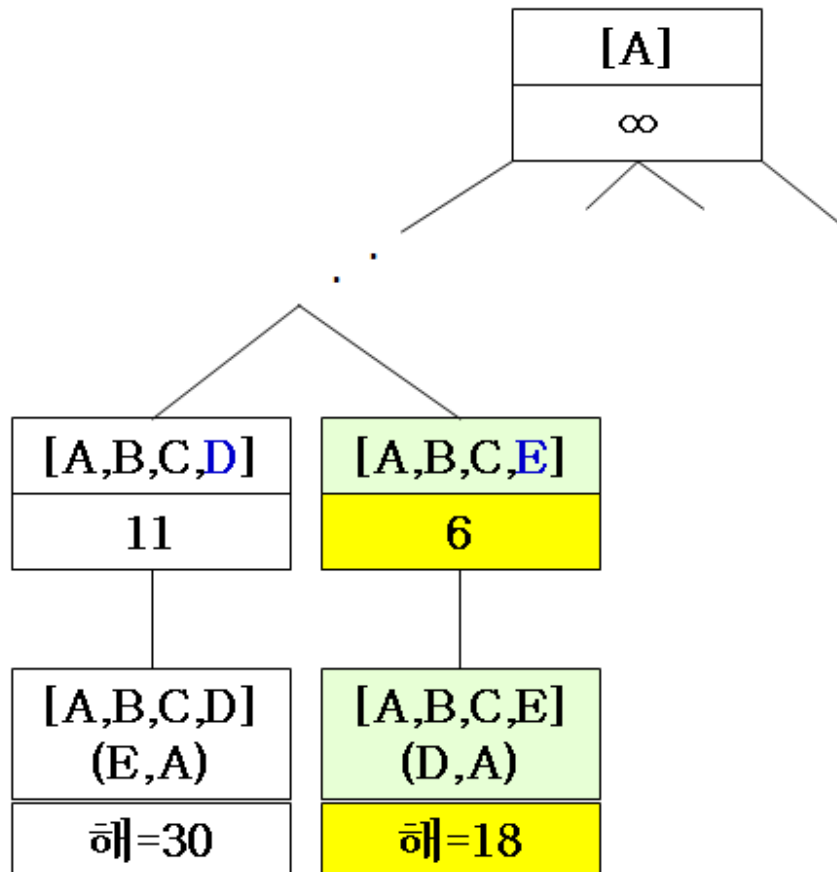 [A]
∞
[A,B,C,D]
11
[A,B,C,E]
6
[A,B,C,D]
(E,A)
해=30
[A,B,C,E]
(D,A)
해=18